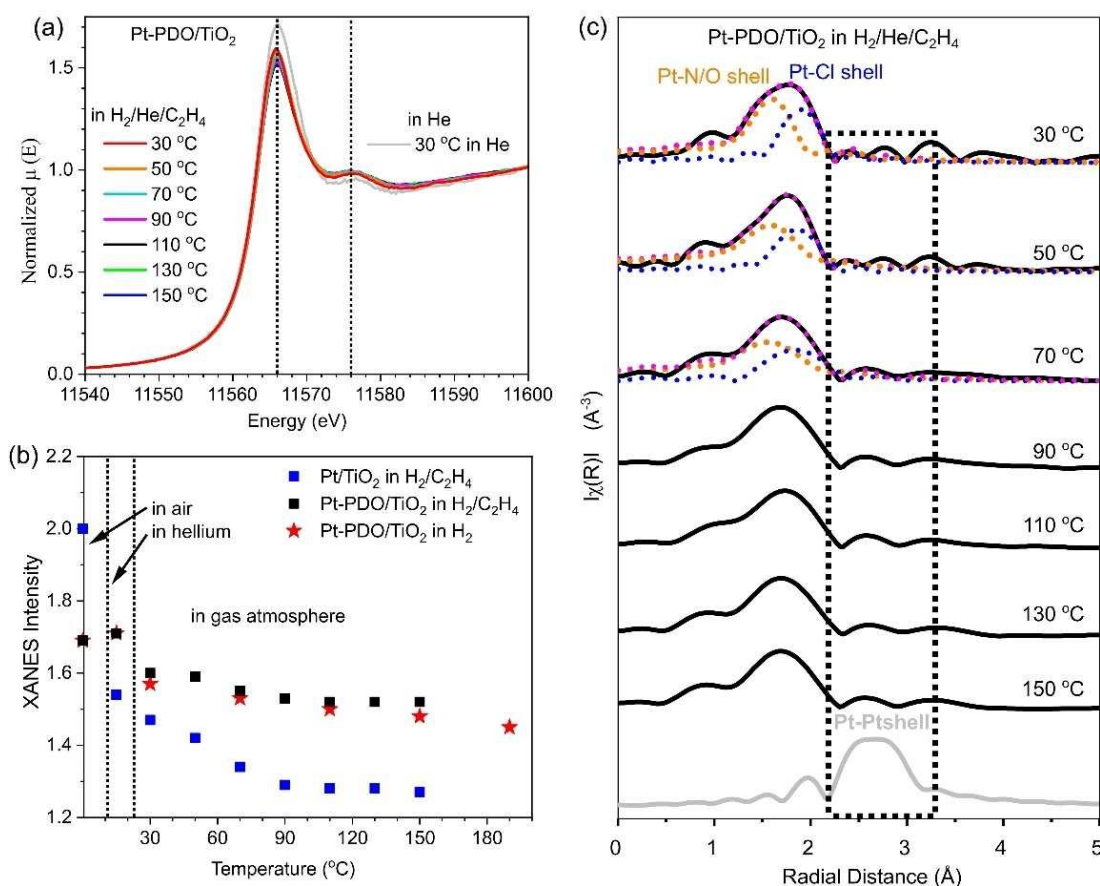 (a)
Pt-PDO/TiO2
in H2/He/C2H4
30 °C
50 °C
70 °C
90 °C
110 °C
130 °C
150 °C
in He
30 °C in He
Normalized μ (E)
1.5
1.0
0.5
0.0
11540 11550 11560 11570 11580 11590 11600
Energy (eV)
(b)
Pt/TiO2 in H2/C2H4
Pt-PDO/TiO2 in H2/C2H4
Pt-PDO/TiO2 in H2
in air
in hellium
in gas atmosphere
XANES Intensity
2.2
2.0
1.8
1.6
1.4
1.2
30 60 90 120 150 180
Temperature (°C)
(c)
Pt-PDO/TiO2 in H2/He/C2H4
Pt-N/O shell
Pt-Cl shell
30 °C
50 °C
70 °C
90 °C
110 °C
130 °C
150 °C
Pt-Ptshell
|χ(R)| (A-3)
0 1 2 3 4 5
Radial Distance (Å)